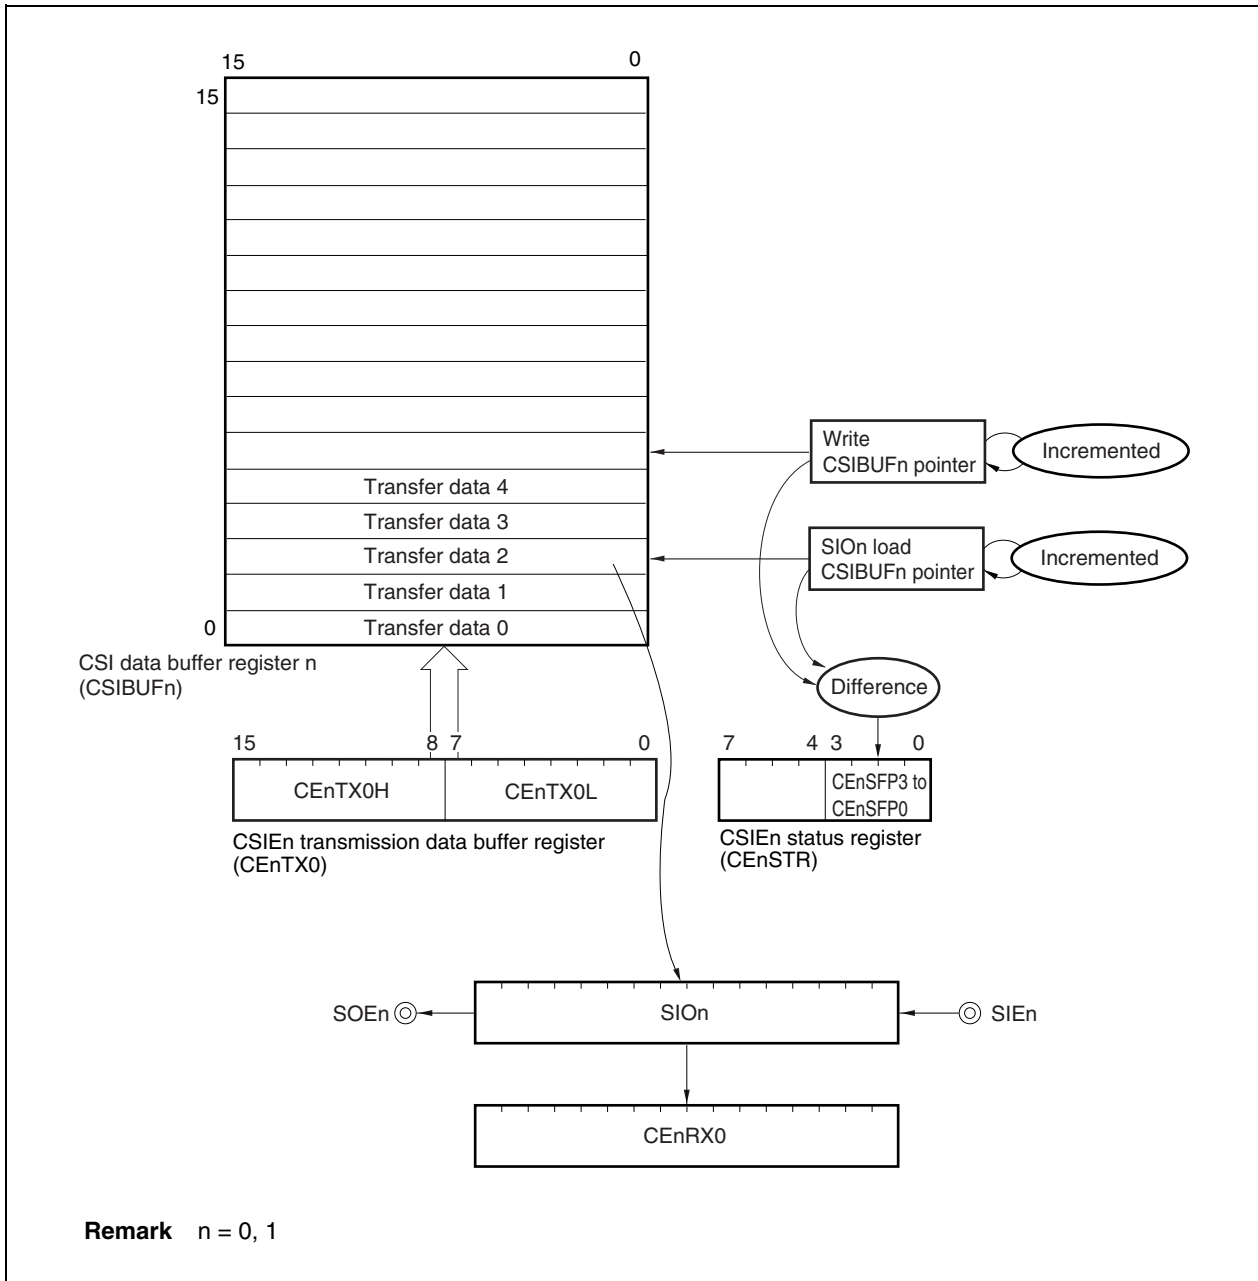 15 0
15
Write
CSIBUFn pointer
Incremented
Transfer data 4
Transfer data 3
Transfer data 2
Transfer data 1
Transfer data 0
SIOn load
CSIBUFn pointer
Incremented
0
CSI data buffer register n
(CSIBUFn)
Difference
15 8 7 0
CEnTX0H CEnTX0L
CSIEn transmission data buffer register
(CEnTX0)
7 4 3 0
CEnSFP3 to
CEnSFP0
CSIEn status register
(CEnSTR)
SOEn SIOn SIEn
CEnRX0
Remark n = 0, 1